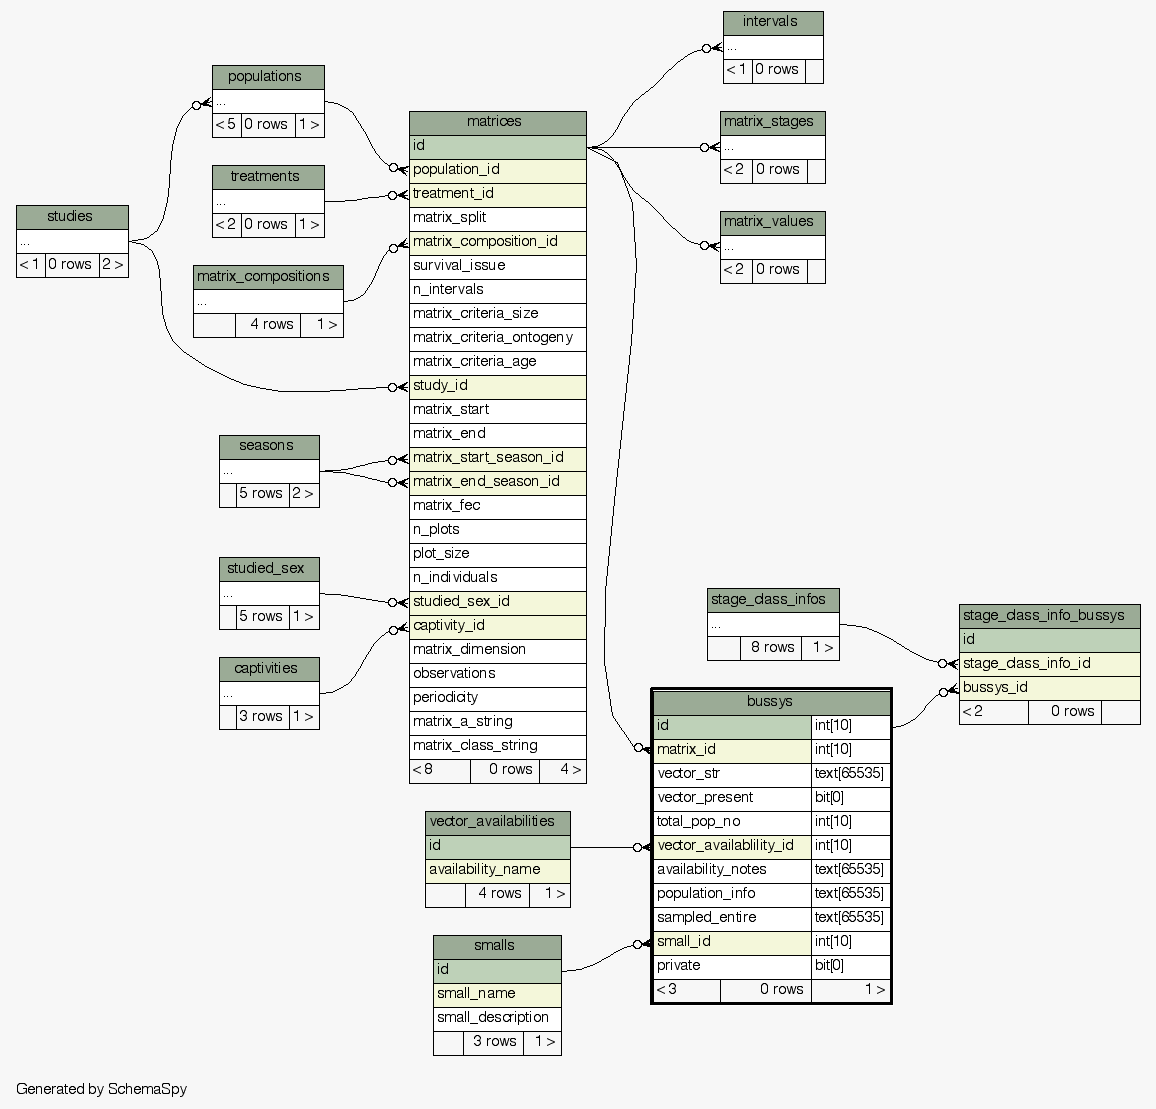 intervals
...
< 1 0 rows
populations
...
< 5 0 rows 1 >
matrices
id
population_id
treatment_id
matrix_split
matrix_composition_id
survival_issue
n_intervals
matrix_criteria_size
matrix_criteria_ontogeny
matrix_criteria_age
study_id
matrix_start
matrix_end
matrix_start_season_id
matrix_end_season_id
matrix_fec
n_plots
plot_size
n_individuals
studied_sex_id
captivity_id
matrix_dimension
observations
periodicity
matrix_a_string
matrix_class_string
< 8 0 rows 4 >
matrix_stages
...
< 2 0 rows
treatments
...
< 2 0 rows 1 >
studies
...
< 1 0 rows 2 >
matrix_values
...
< 2 0 rows
matrix_compositions
...
4 rows 1 >
seasons
...
5 rows 2 >
studied_sex
...
5 rows 1 >
captivities
...
3 rows 1 >
stage_class_infos
...
8 rows 1 >
stage_class_info_bussys
id
stage_class_info_id
bussys_id
< 2 0 rows
bussys
id int[10]
matrix_id int[10]
vector_str text[65535]
vector_present bit[0]
total_pop_no int[10]
vector_availablility_id int[10]
availability_notes text[65535]
population_info text[65535]
sampled_entire text[65535]
small_id int[10]
private bit[0]
< 3 0 rows 1 >
vector_availabilities
id
availability_name
4 rows 1 >
smalls
id
small_name
small_description
3 rows 1 >
Generated by SchemaSpy